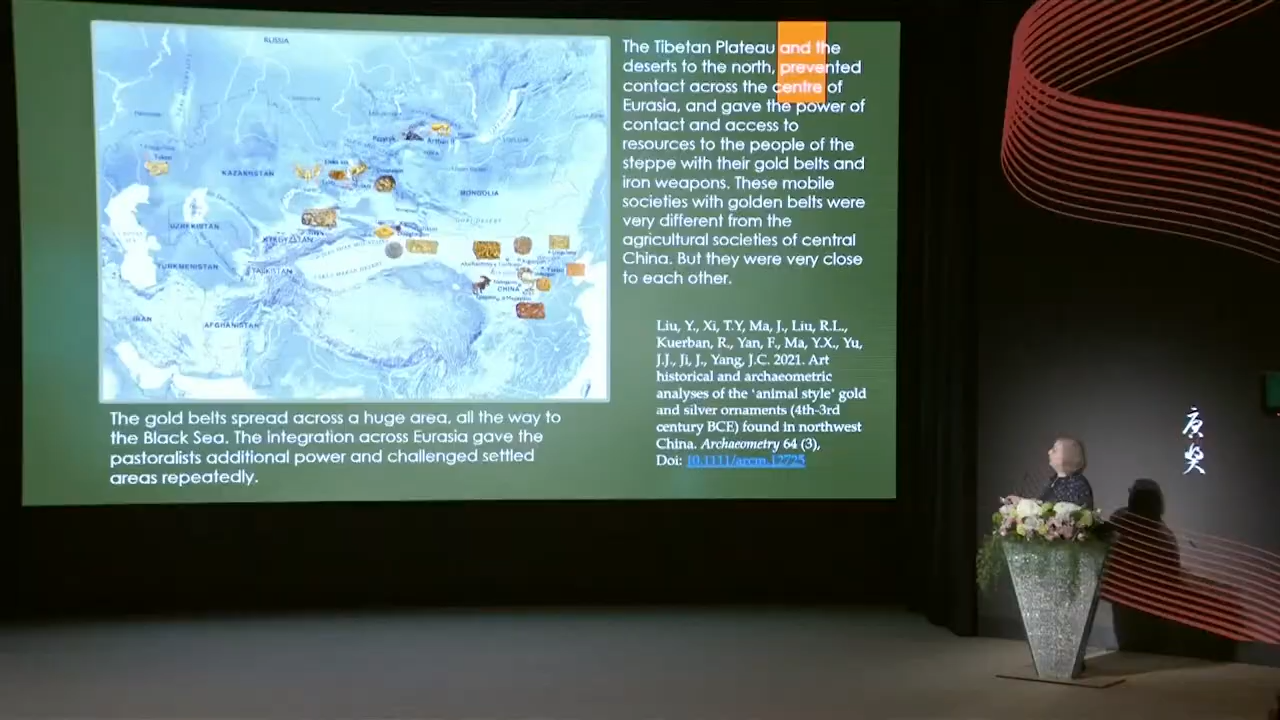 RUSSIA
KAZAKHSTAN
MONGOLIA
UZBEKISTAN
KYRGYZSTAN
TURKMENISTAN
TAJIKISTAN
CHINA
IRAN
AFGHANISTAN
The gold belts spread across a huge area, all the way to
the Black Sea. The integration across Eurasia gave the
pastoralists additional power and challenged settled
areas repeatedly.
The Tibetan Plateau and the
deserts to the north, prevented
contact across the centre of
Eurasia, and gave the power of
contact and access to
resources to the people of the
steppe with their gold belts and
iron weapons. These mobile
societies with golden belts were
very different from the
agricultural societies of central
China. But they were very close
to each other.
Liu, Y., Xi, T.Y, Ma, J., Liu, R.L.,
Kuerban, R., Yan, F., Ma, Y.X., Yu,
J.J., Ji, J., Yang, J.C. 2021. Art
historical and archaeometric
analyses of the ‘animal style’ gold
and silver ornaments (4th-3rd
century BCE) found in northwest
China. Archaeometry 64 (3),
Doi: 10.1111/arcm.12725
唐
奖